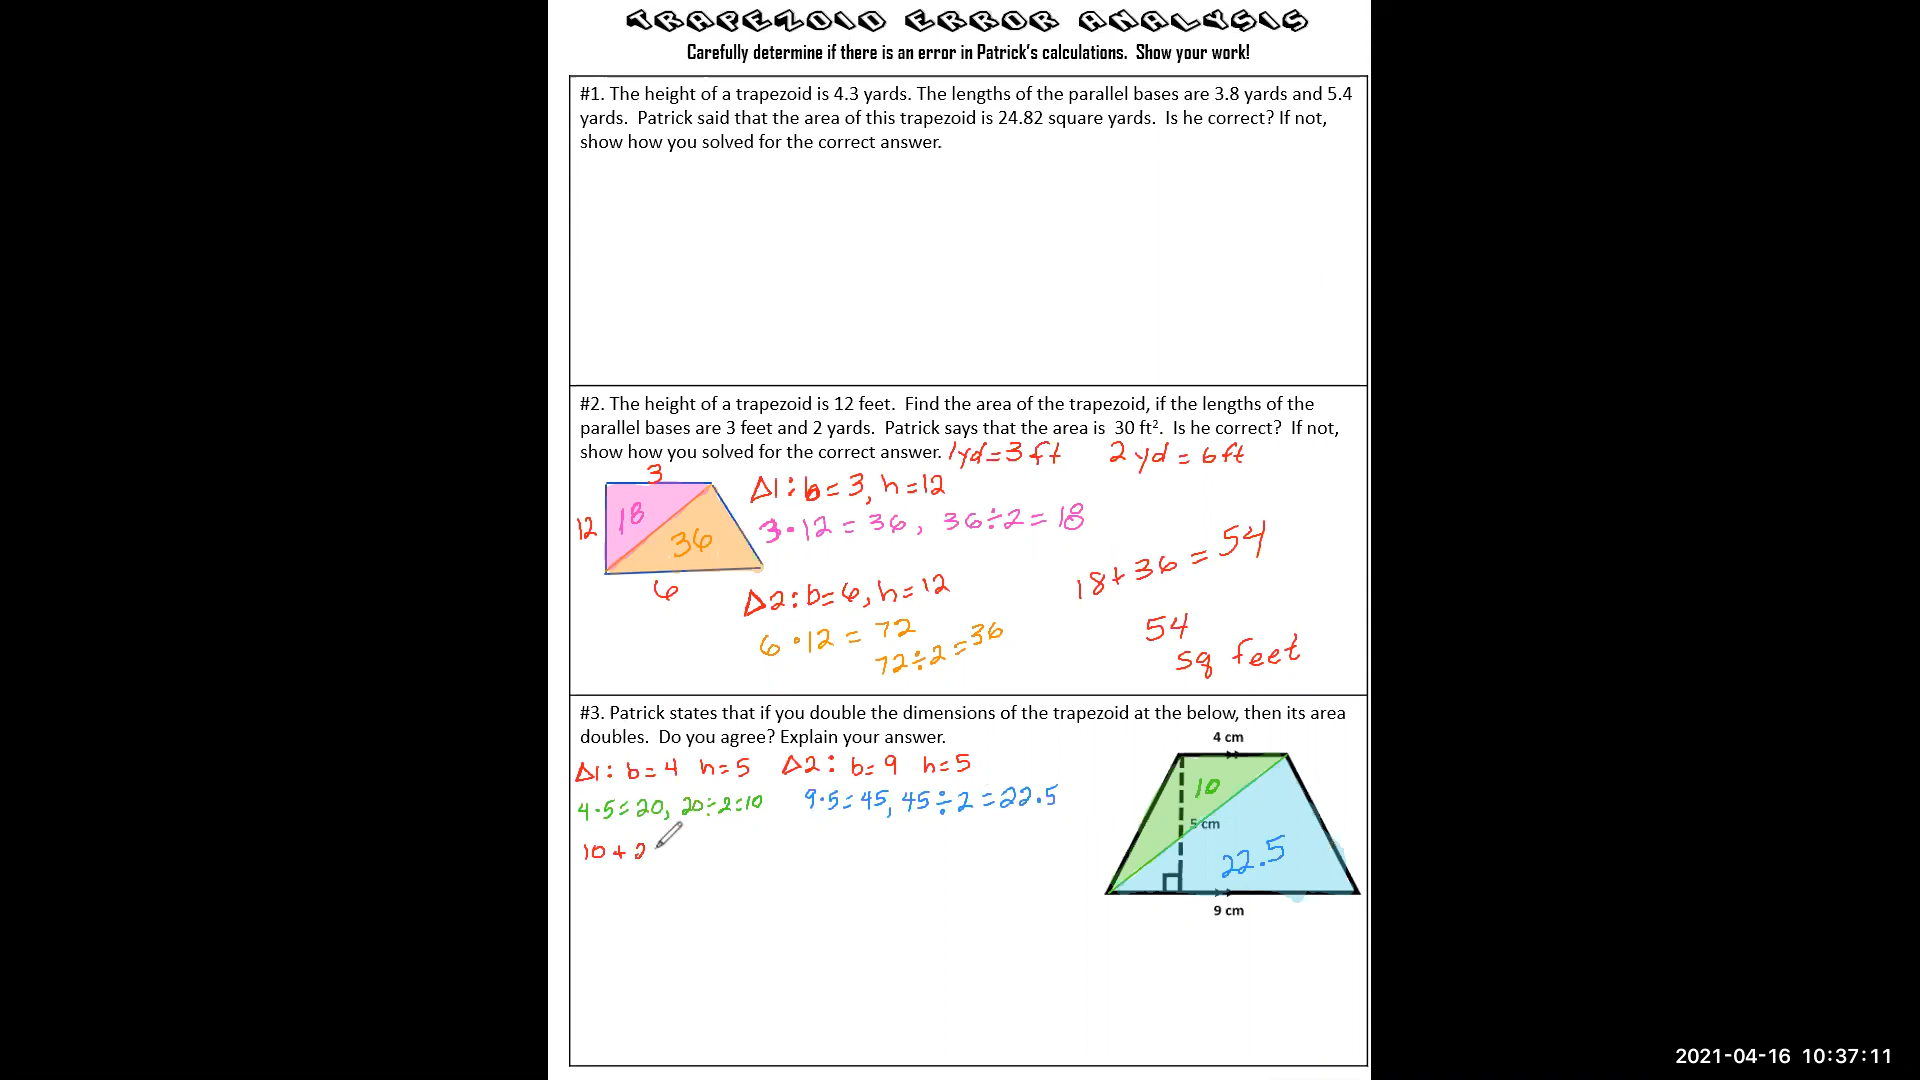 TRAPEZOID ERROR ANALYSIS
Carefully determine if there is an error in Patrick's calculations. Show your work!
#1. The height of a trapezoid is 4.3 yards. The lengths of the parallel bases are 3.8 yards and 5.4
yards. Patrick said that the area of this trapezoid is 24.82 square yards. Is he correct? If not,
show how you solved for the correct answer.
#2. The height of a trapezoid is 12 feet. Find the area of the trapezoid, if the lengths of the
parallel bases are 3 feet and 2 yards. Patrick says that the area is 30 ft². Is he correct? If not,
show how you solved for the correct answer. 1yd=3 ft 2 yd = 6ft
3
12
18
36
6
Δ1: b=3, h=12
3·12=36, 36÷2=18
Δ2: b=6, h=12
6·12=72
72÷2=36
18+36=54
54
sq feet
#3. Patrick states that if you double the dimensions of the trapezoid at the below, then its area
doubles. Do you agree? Explain your answer.
Δ1: b=4 h=5 Δ2: b=9 h=5
4·5=20, 20÷2=10 9·5=45, 45÷2=22.5
10+2
4 cm
10
5 cm
22.5
9 cm
2021-04-16 10:37:11